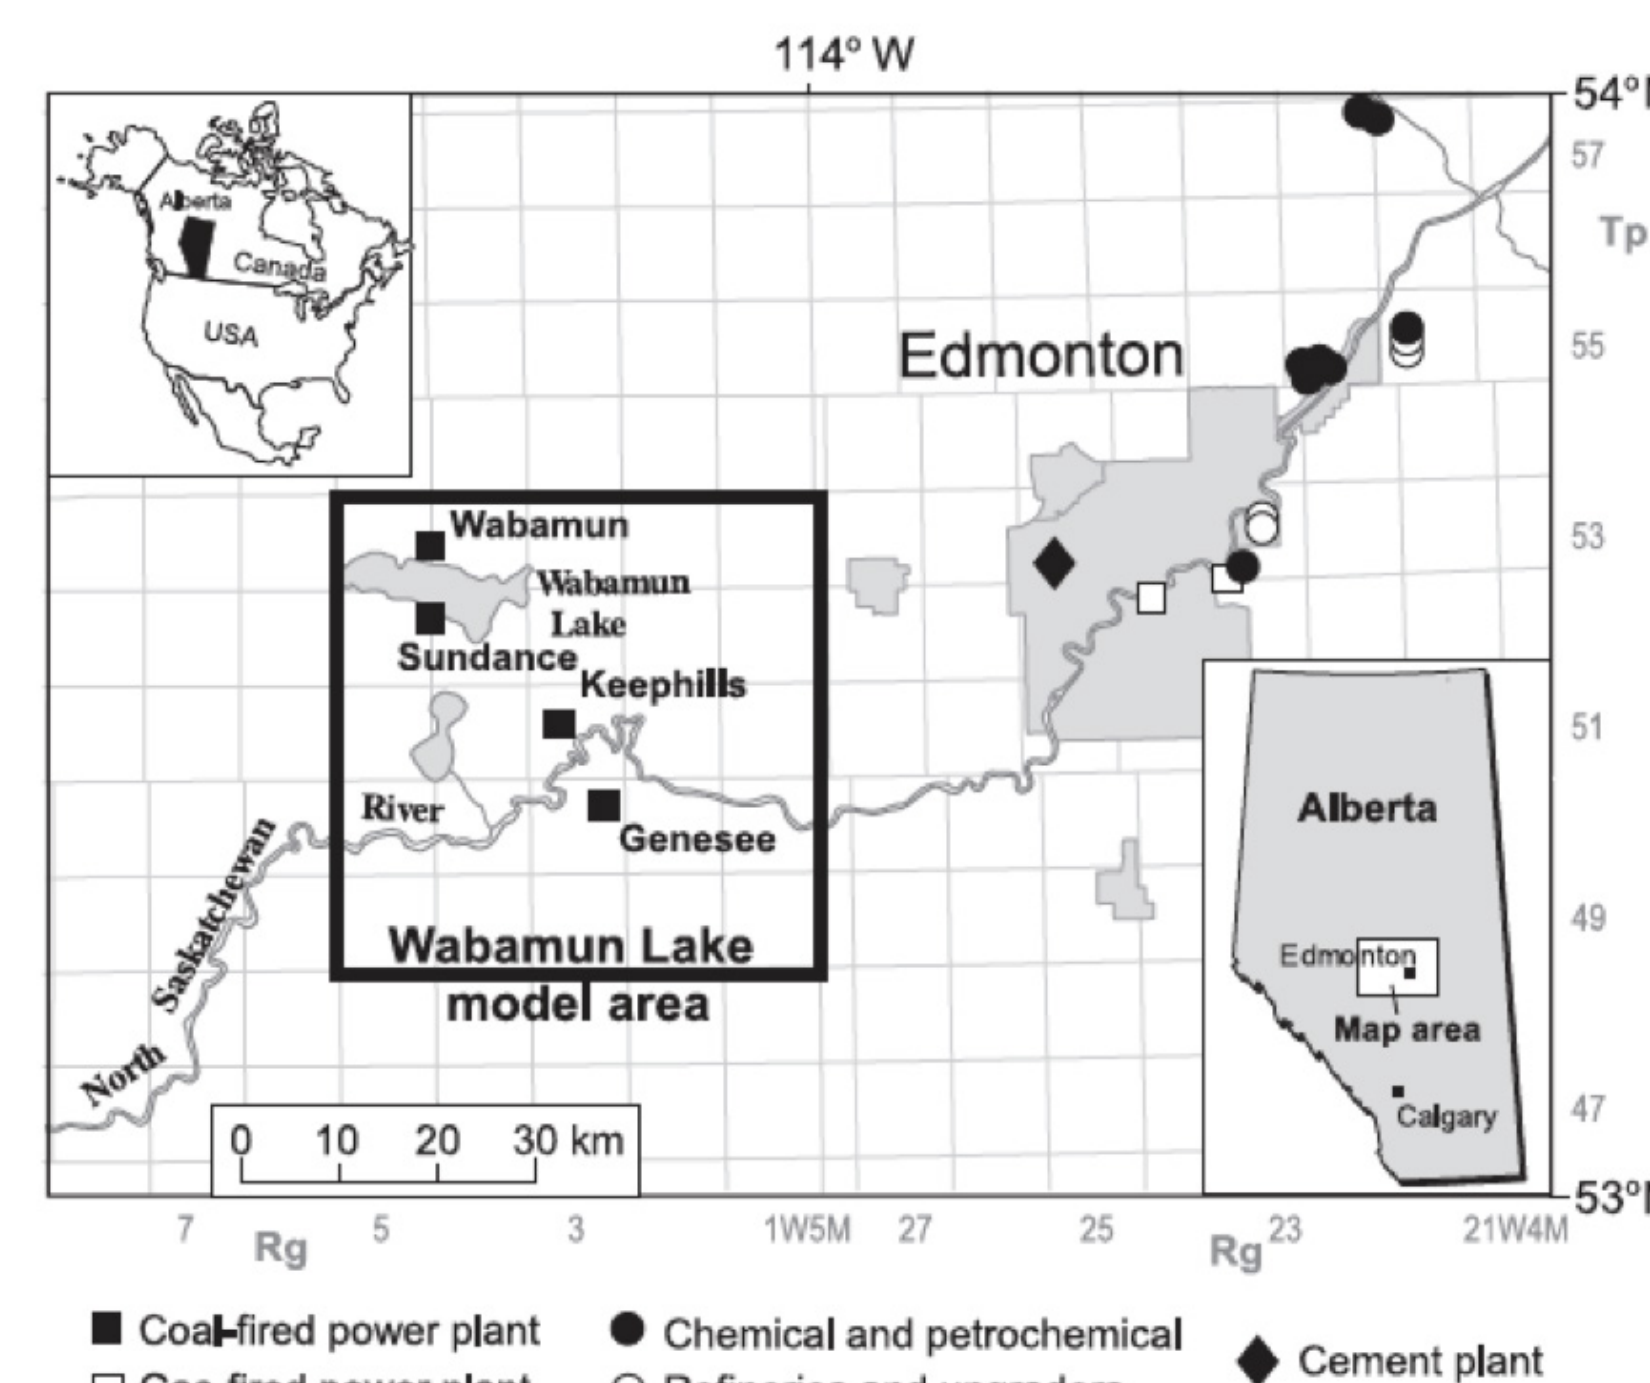 114° W
54°
57
Tp
Alberta
Canada
USA
Edmonton
55
Wabamun
53
Wabamun
Lake
Sundance
Keephills
51
River
Genesee
Alberta
Saskatchewan
49
Wabamun Lake
model area
Edmonton
Map area
North
Calgary
47
0 10 20 30 km
53°
7 5 3 1W5M 27 25 23 21W4M
Rg Rg
Coal-fired power plant
Chemical and petrochemical
Cement plant